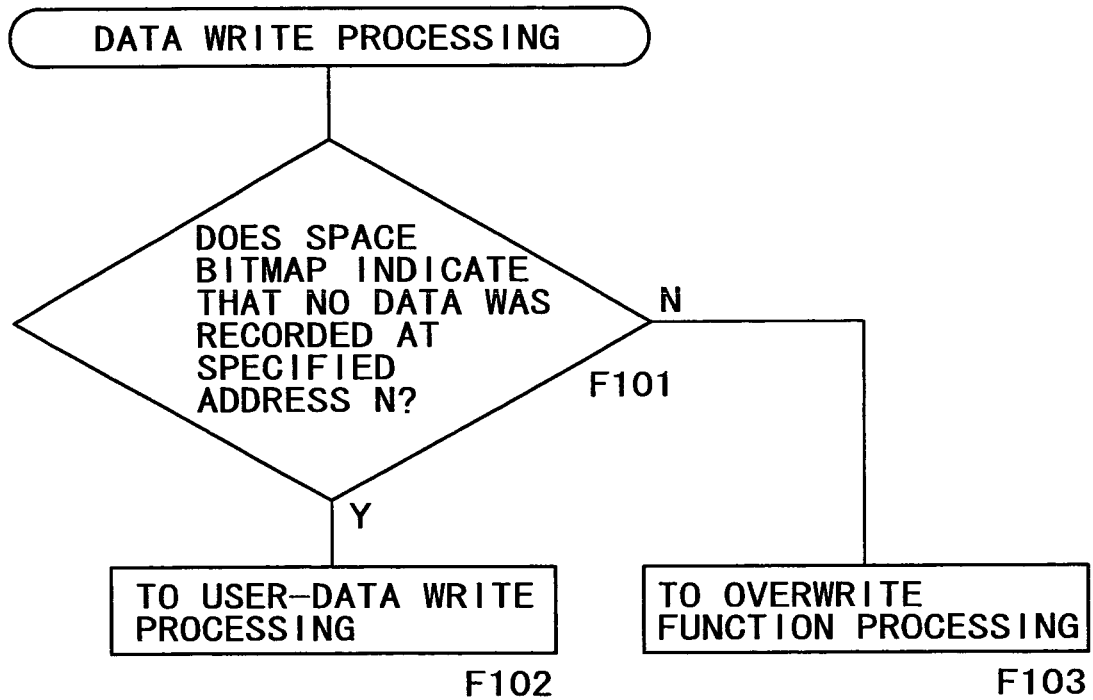 DATA WRITE PROCESSING
DOES SPACE
BITMAP INDICATE
THAT NO DATA WAS
RECORDED AT
SPECIFIED
ADDRESS N?
N
F101
Y
TO USER-DATA WRITE
PROCESSING
F102
TO OVERWRITE
FUNCTION PROCESSING
F103